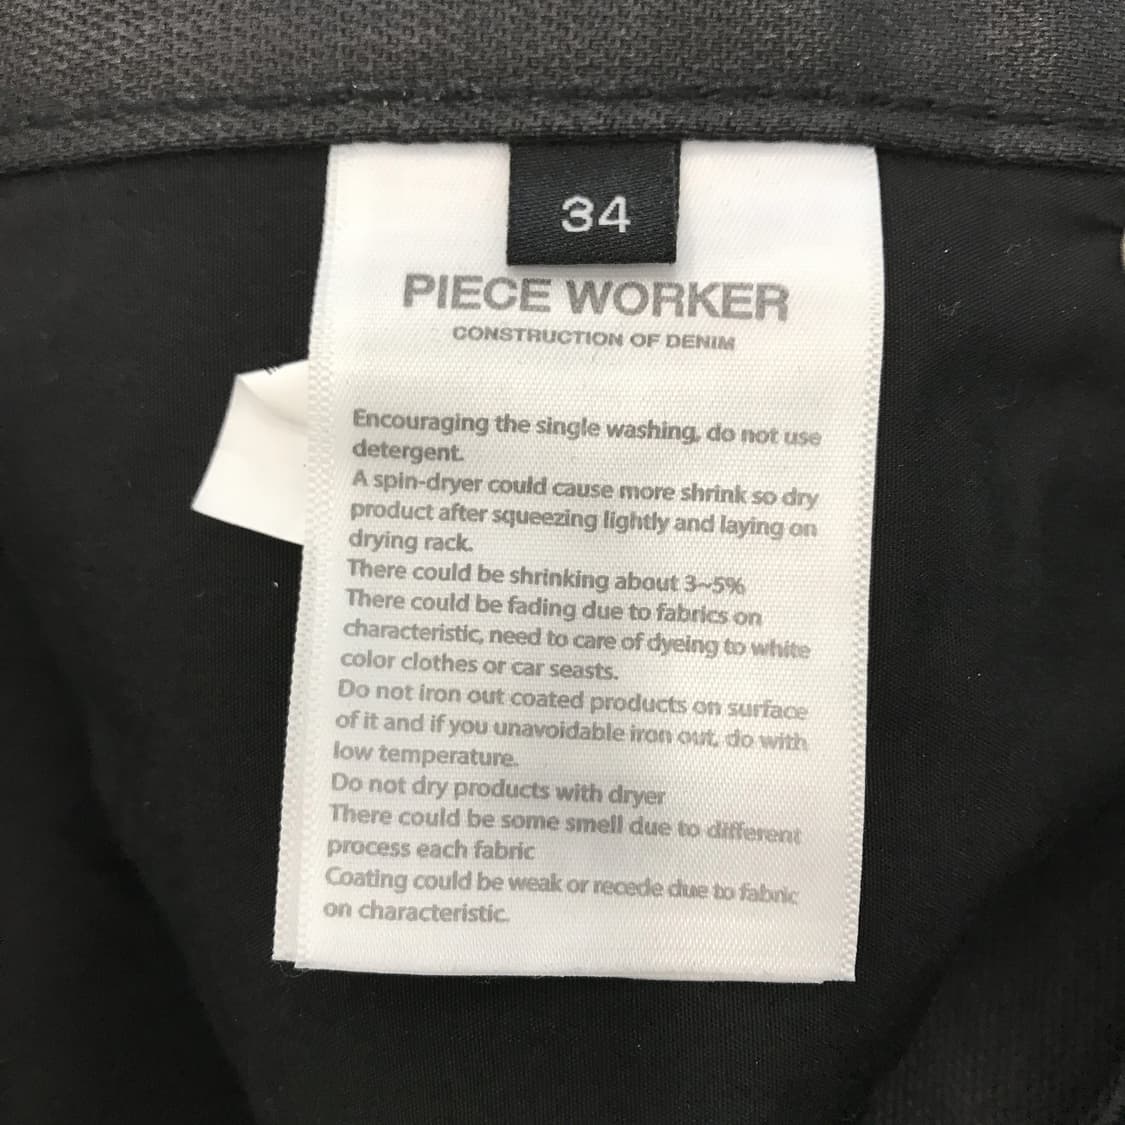 34
PIECE WORKER
CONSTRUCTION OF DENIM
Encouraging the single washing, do not use
detergent.
A spin-dryer could cause more shrink so dry
product after squeezing lightly and laying on
drying rack.
There could be shrinking about 3~5%
There could be fading due to fabrics on
characteristic, need to care of dyeing to white
color clothes or car seasts.
Do not iron out coated products on surface
of it and if you unavoidable iron out, do with
low temperature.
Do not dry products with dryer
There could be some smell due to different
process each fabric
Coating could be weak or recede due to fabric
on characteristic.